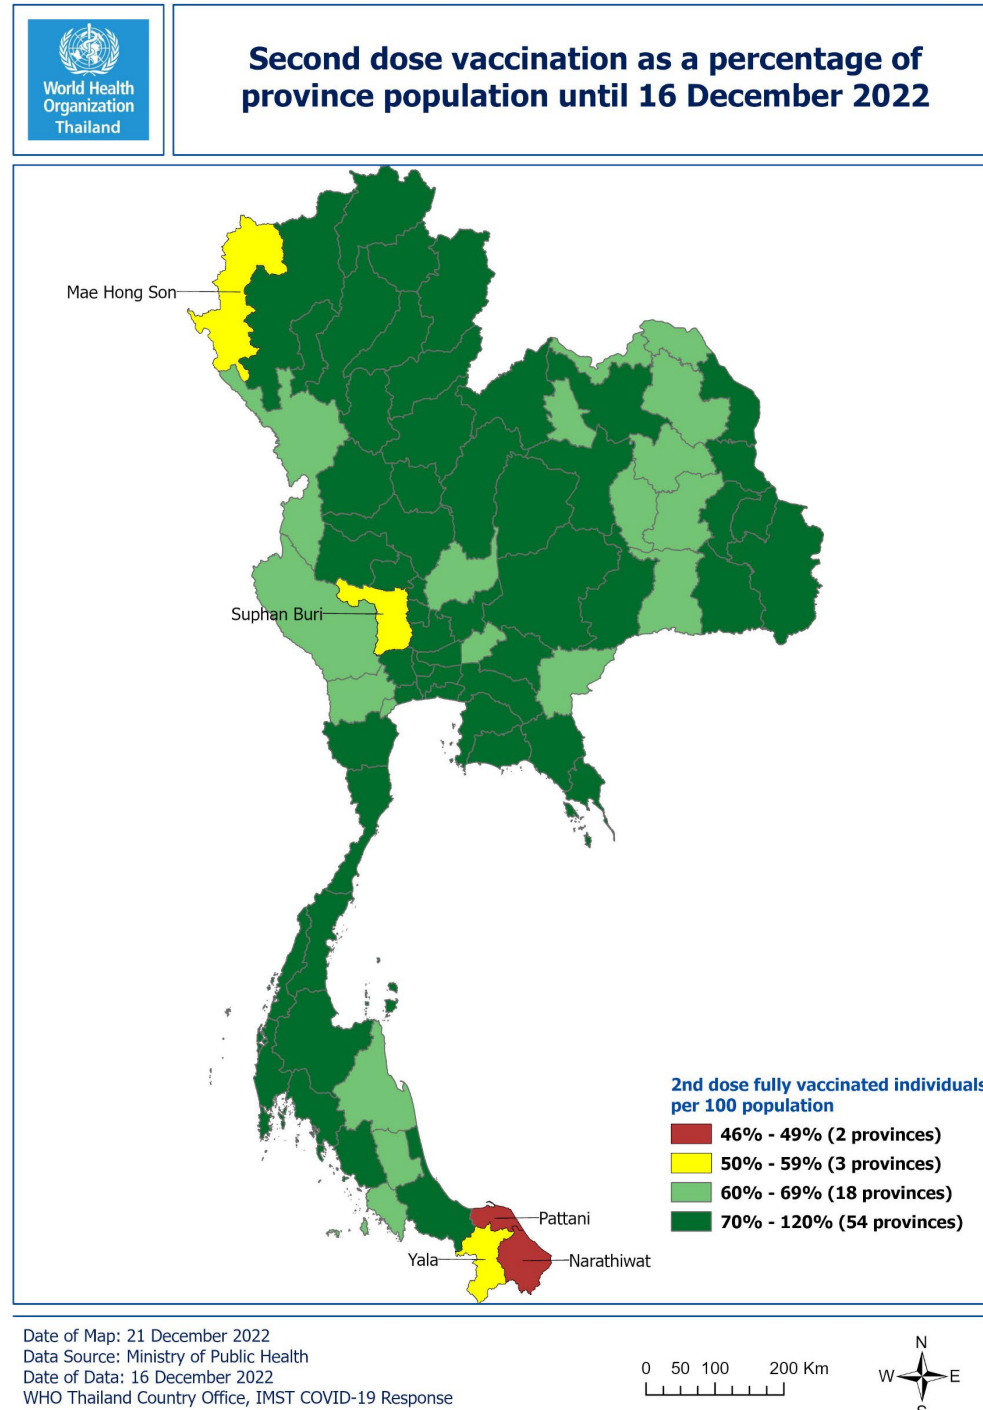 World Health
Organization
Thailand
Second dose vaccination as a percentage of
province population until 16 December 2022
Mae Hong Son
Suphan Buri
2nd dose fully vaccinated individuals
per 100 population
46% - 49% (2 provinces)
50% - 59% (3 provinces)
60% - 69% (18 provinces)
70% - 120% (54 provinces)
Pattani
Yala
Narathiwat
Date of Map: 21 December 2022
Data Source: Ministry of Public Health
Date of Data: 16 December 2022
WHO Thailand Country Office, IMST COVID-19 Response
0 50 100 200 Km
N
W E
S